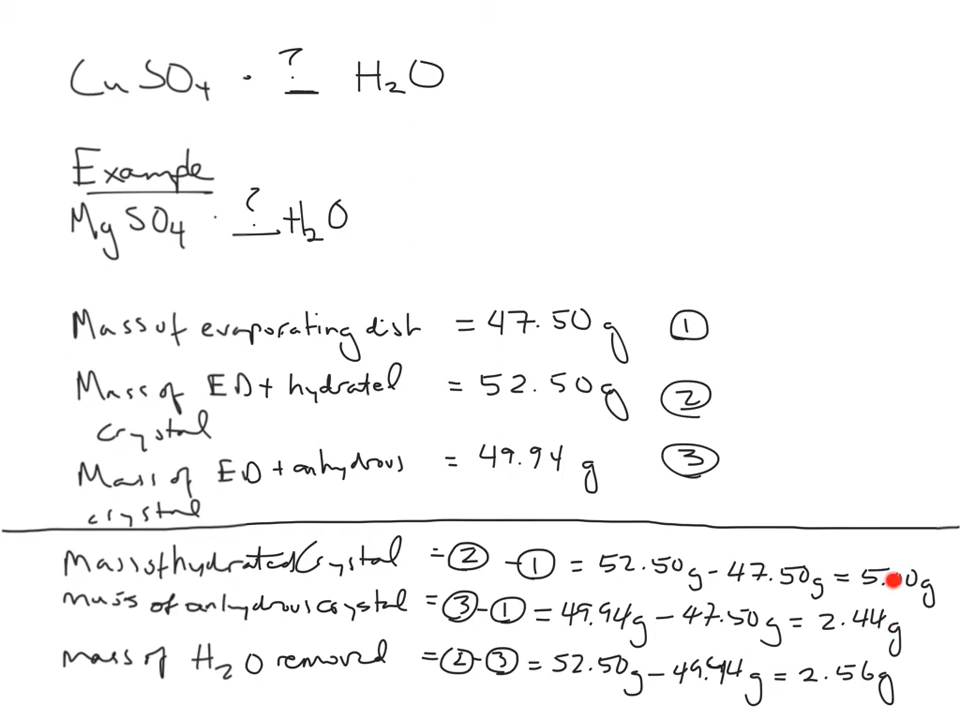 CuSO4 · ? H2O
Example
MgSO4 · ? H2O
Mass of evaporating dish = 47.50 g ①
Mass of ED + hydrated = 52.50 g ②
crystal
Mass of ED + anhydrous = 49.94 g ③
crystal
Mass of hydrated Crystal = ② - ① = 52.50g - 47.50g = 5.00g
mass of anhydrous crystal = ③ - ① = 49.94g - 47.50g = 2.44g
mass of H2O removed = ② - ③ = 52.50g - 49.94g = 2.56g